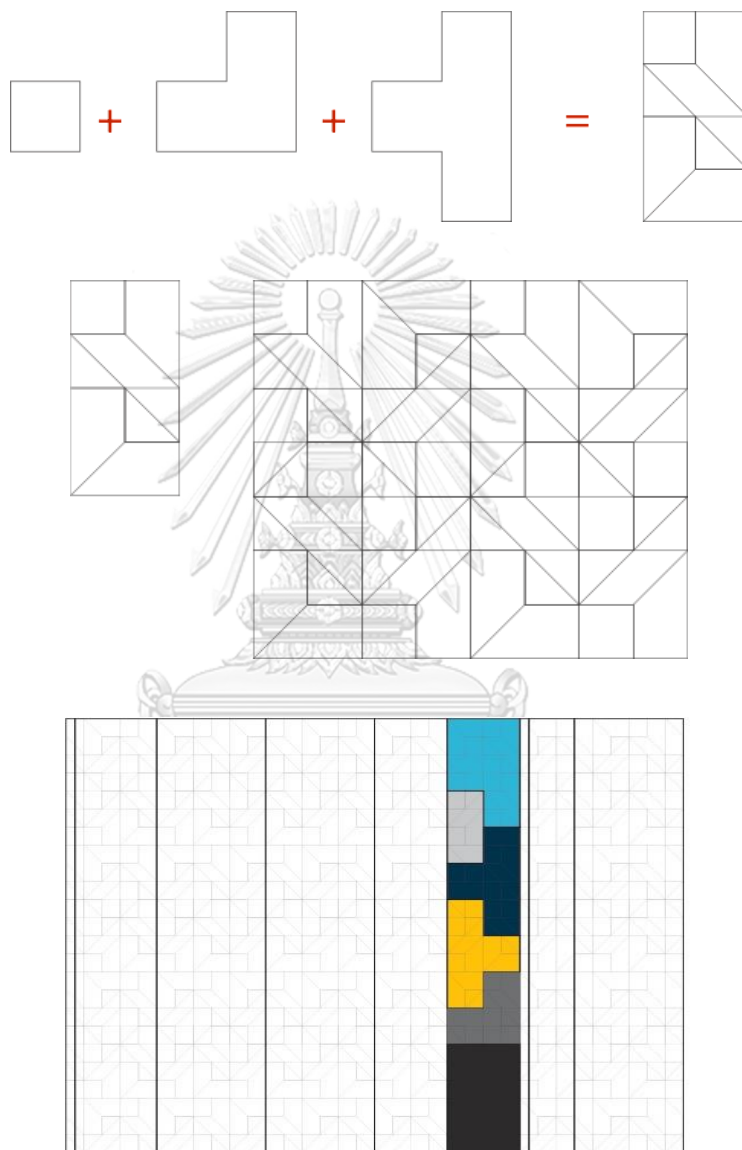 + + =